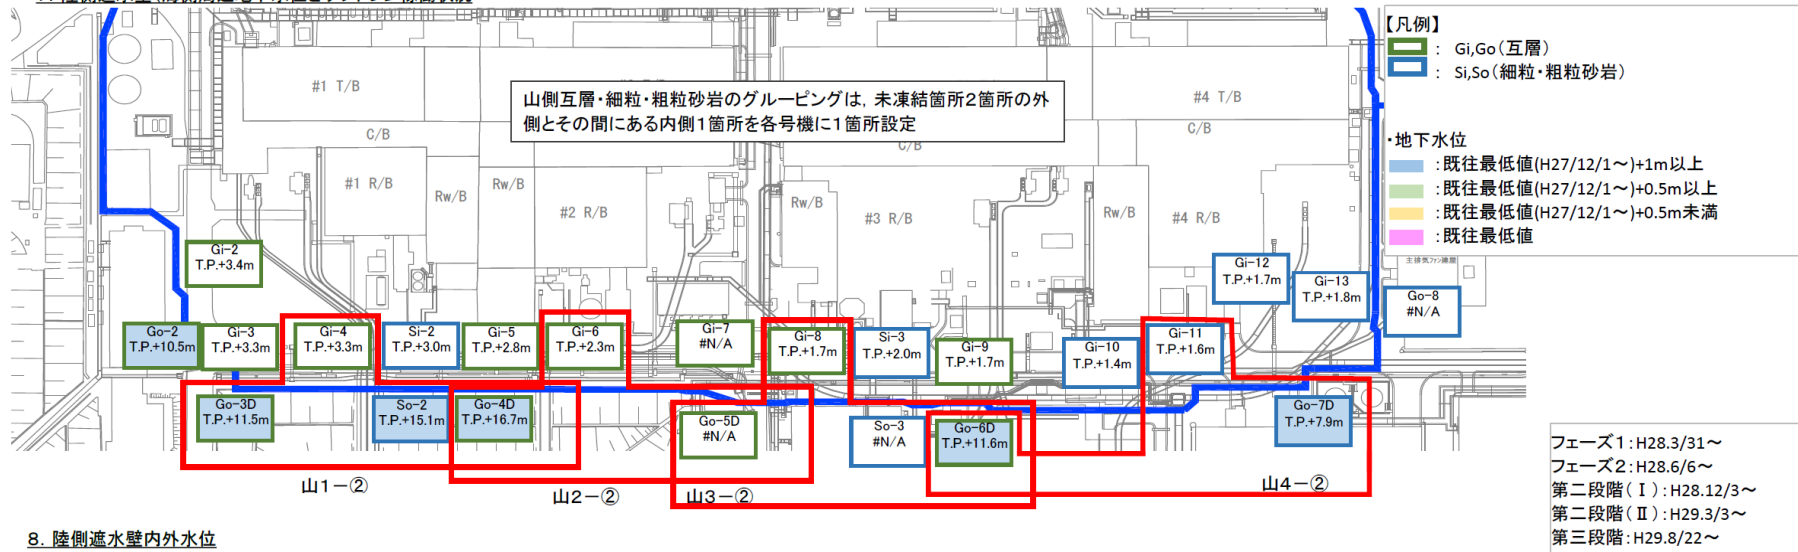 【凡例】
： Gi,Go（互層）
： Si,So（細粒・粗粒砂岩）
・地下水位
：既往最低値(H27/12/1～)+1m以上
：既往最低値(H27/12/1～)+0.5m以上
：既往最低値(H27/12/1～)+0.5m未満
：既往最低値
山側互層・細粒・粗粒砂岩のグルーピングは，未凍結箇所２箇所の外
側とその間にある内側１箇所を各号機に１箇所設定
#1 T/B
#4 T/B
C/B
C/B
C/B
#1 R/B
Rw/B
Rw/B
#2 R/B
Rw/B
#3 R/B
Rw/B
#4 R/B
主排気ファン建屋
Gi-2
T.P.+3.4m
Gi-12
T.P.+1.7m
Gi-13
T.P.+1.8m
Go-8
#N/A
Go-2
T.P.+10.5m
Gi-3
T.P.+3.3m
Gi-4
T.P.+3.3m
Si-2
T.P.+3.0m
Gi-5
T.P.+2.8m
Gi-6
T.P.+2.3m
Gi-7
#N/A
Gi-8
T.P.+1.7m
Si-3
T.P.+2.0m
Gi-9
T.P.+1.7m
Gi-10
T.P.+1.4m
Gi-11
T.P.+1.6m
Go-3D
T.P.+11.5m
So-2
T.P.+15.1m
Go-4D
T.P.+16.7m
Go-5D
#N/A
So-3
#N/A
Go-6D
T.P.+11.6m
Go-7D
T.P.+7.9m
山１－②
山２－②
山３－②
山４－②
フェーズ１：H28.3/31～
フェーズ２：H28.6/6～
第二段階（Ⅰ）：H28.12/3～
第二段階（Ⅱ）：H29.3/3～
第三段階：H29.8/22～
８．陸側遮水壁内外水位